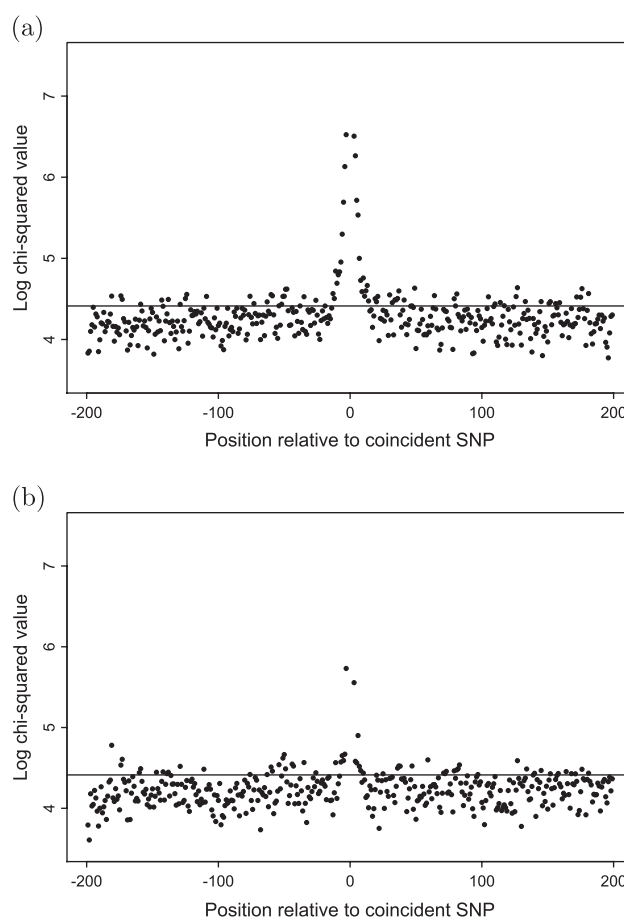 (a)
7
6
5
4
Log chi-squared value
-200 -100 0 100 200
Position relative to coincident SNP
(b)
7
6
5
4
Log chi-squared value
-200 -100 0 100 200
Position relative to coincident SNP